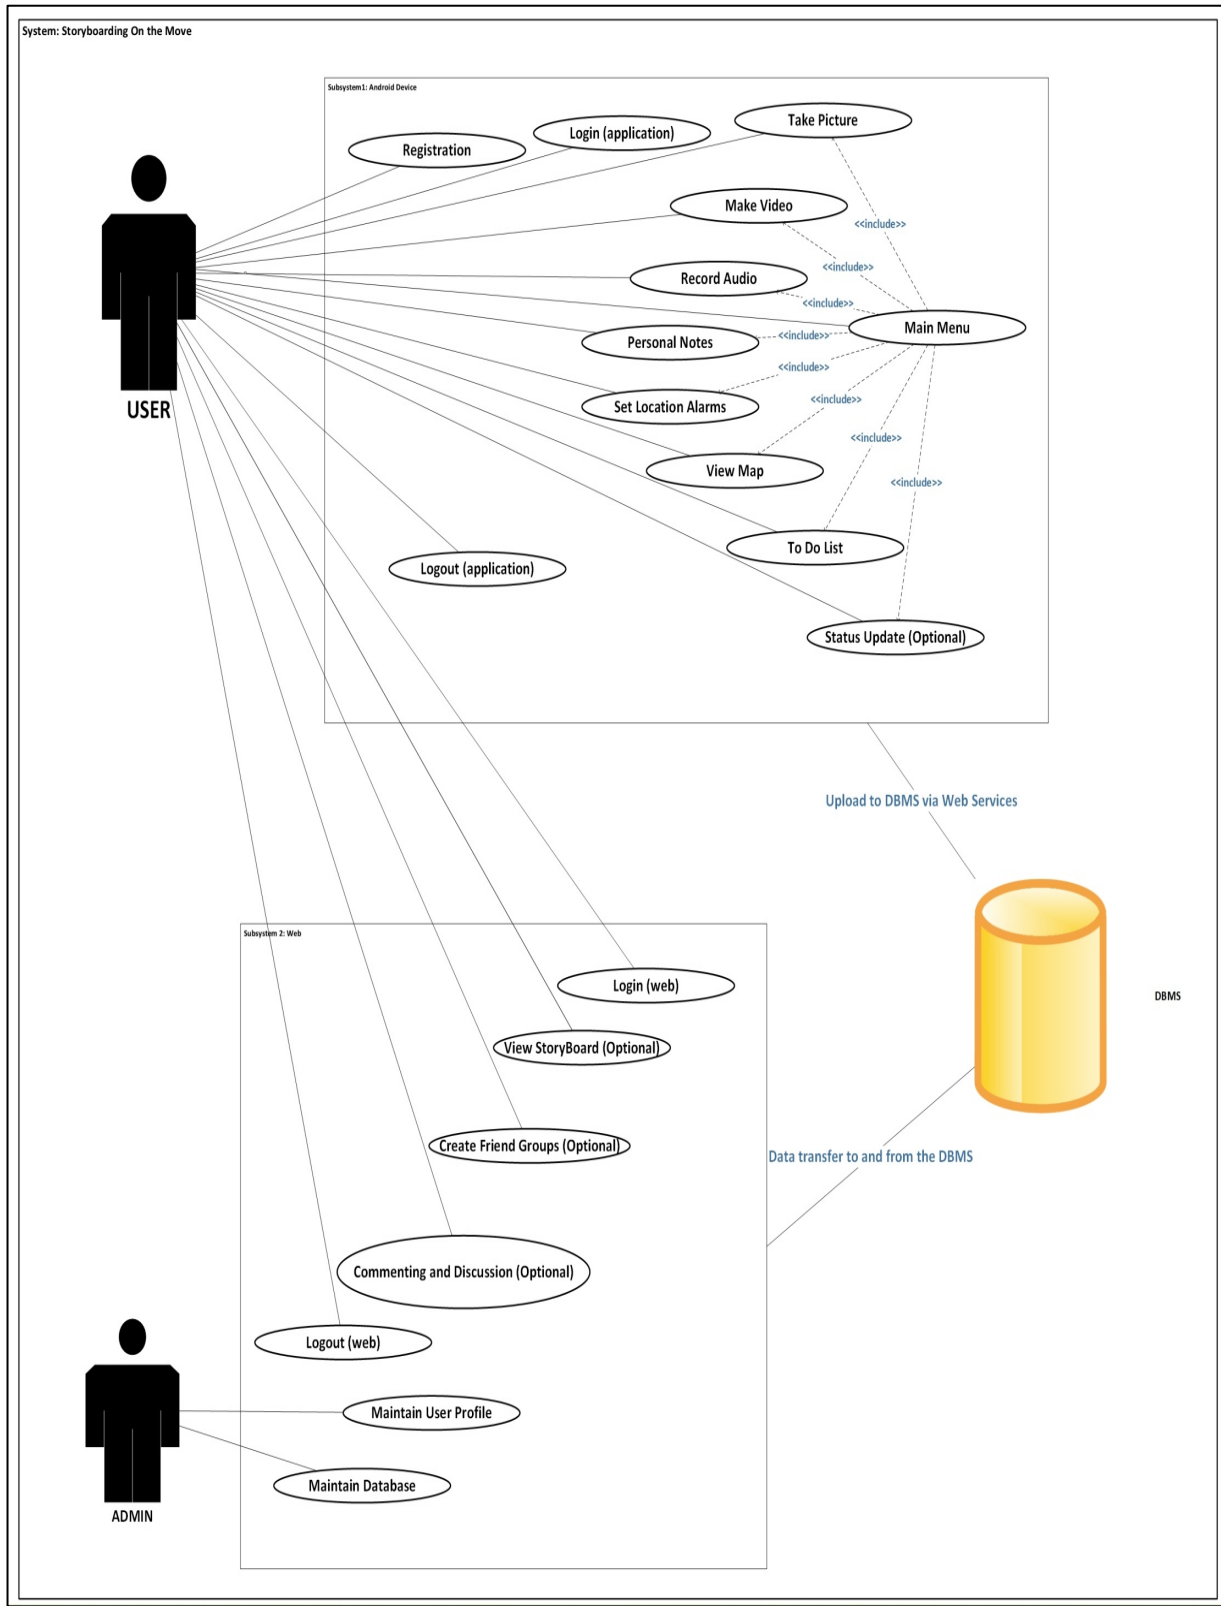 System: Storyboarding On the Move
Subsystem1: Android Device
Take Picture
Login (application)
Registration
Make Video
<<include>>
<<include>>
Record Audio
<<include>>
Main Menu
<<include>>
Personal Notes
<<include>>
Set Location Alarms
<<include>>
USER
<<include>>
View Map
<<include>>
To Do List
Logout (application)
Status Update (Optional)
Upload to DBMS via Web Services
Subsystem 2: Web
Login (web)
DBMS
View StoryBoard (Optional)
Create Friend Groups (Optional)
Data transfer to and from the DBMS
Commenting and Discussion (Optional)
Logout (web)
Maintain User Profile
Maintain Database
ADMIN